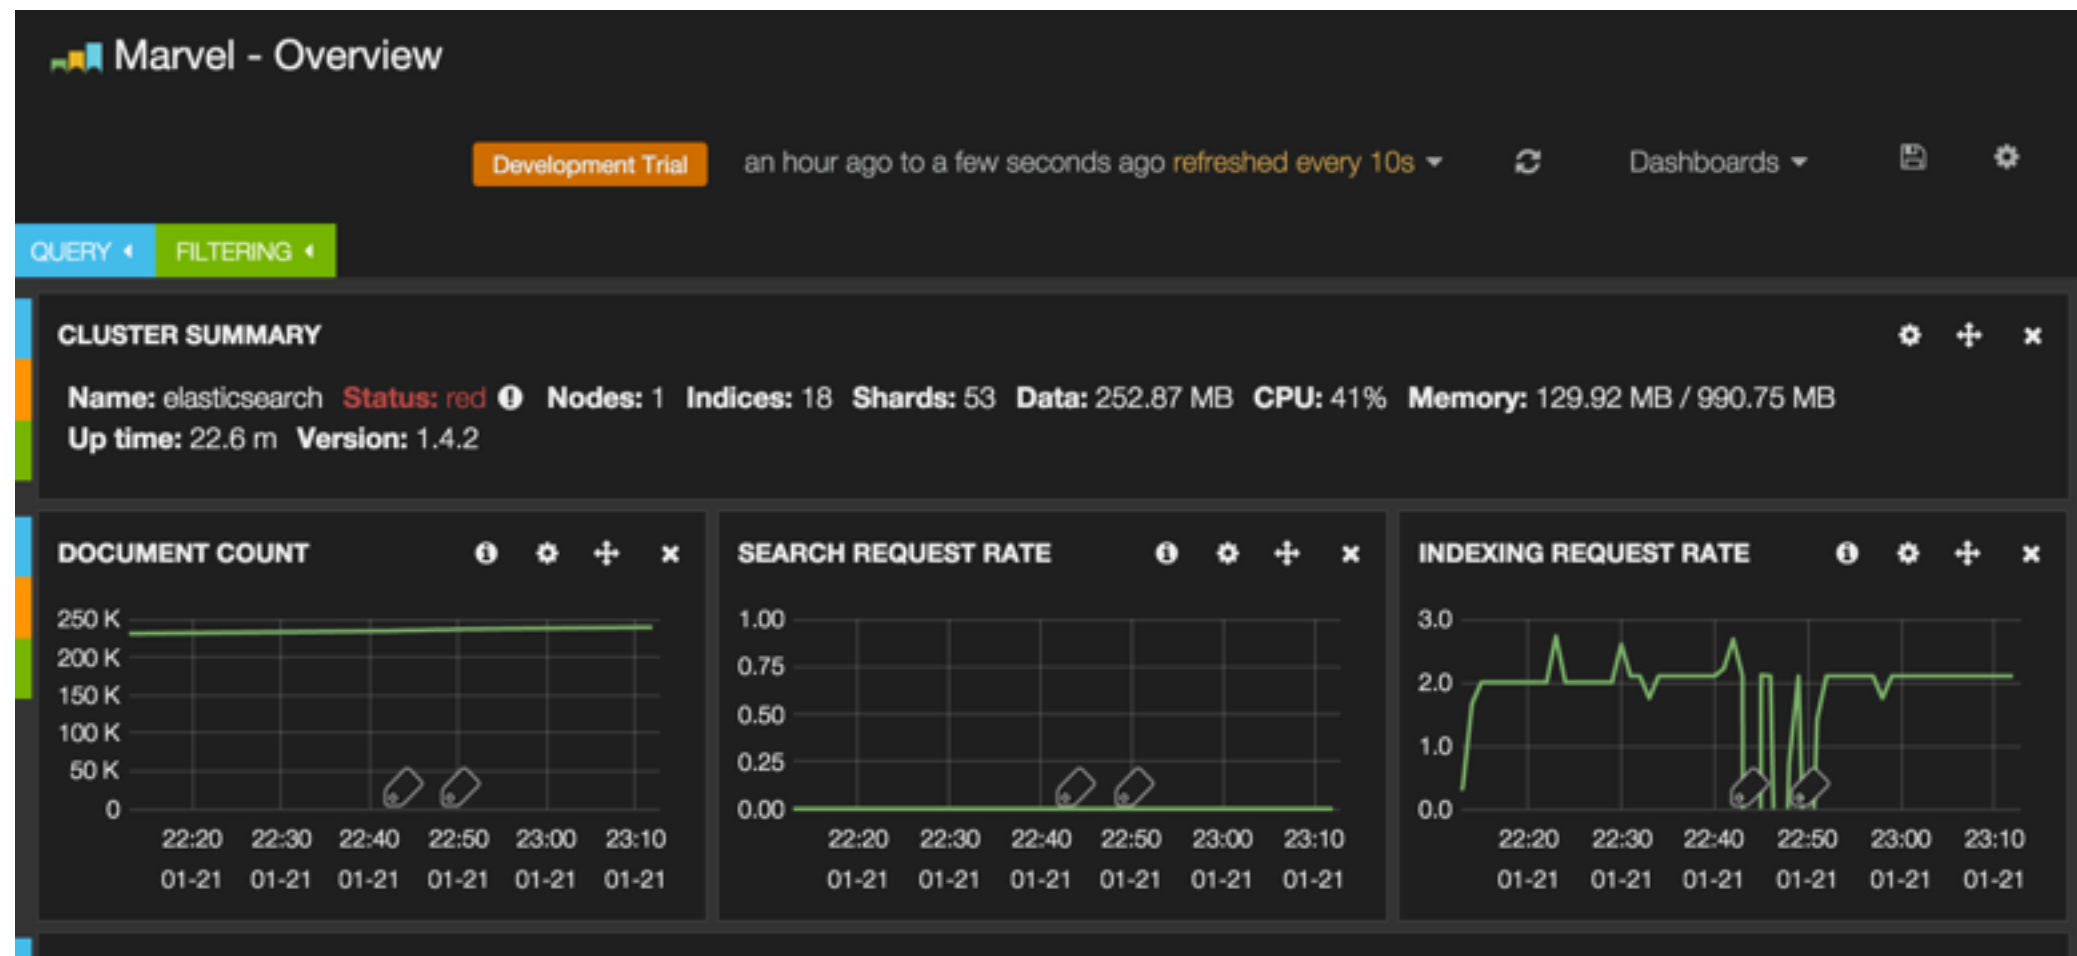 Marvel - Overview
Development Trial an hour ago to a few seconds ago refreshed every 10s Dashboards
QUERY FILTERING
CLUSTER SUMMARY
Name: elasticsearch Status: red Nodes: 1 Indices: 18 Shards: 53 Data: 252.87 MB CPU: 41% Memory: 129.92 MB / 990.75 MB
Up time: 22.6 m Version: 1.4.2
DOCUMENT COUNT
250 K
200 K
150 K
100 K
50 K
0
22:20 22:30 22:40 22:50 23:00 23:10
01-21 01-21 01-21 01-21 01-21 01-21
SEARCH REQUEST RATE
1.00
0.75
0.50
0.25
0.00
22:20 22:30 22:40 22:50 23:00 23:10
01-21 01-21 01-21 01-21 01-21 01-21
INDEXING REQUEST RATE
3.0
2.0
1.0
0.0
22:20 22:30 22:40 22:50 23:00 23:10
01-21 01-21 01-21 01-21 01-21 01-21